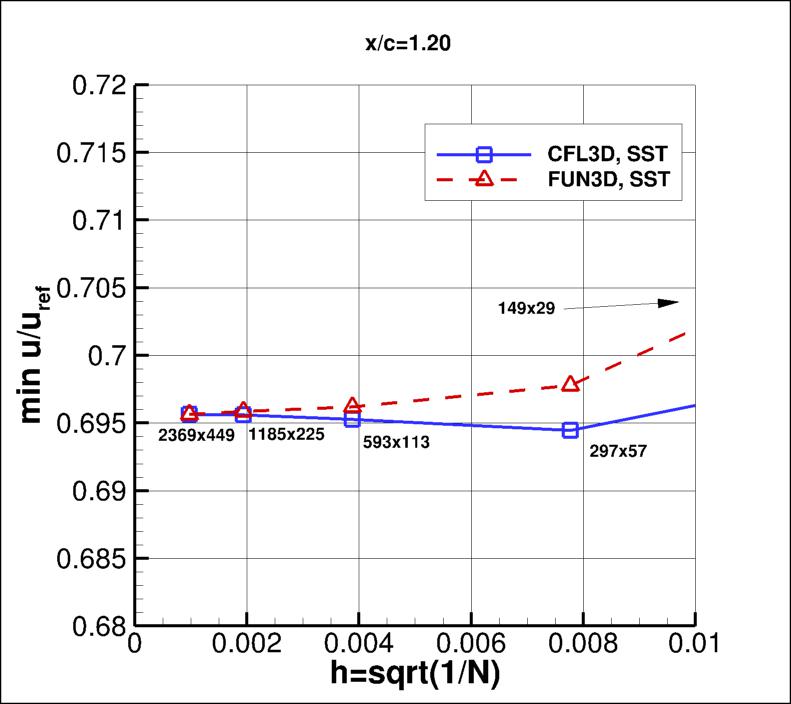 x/c=1.20
0.72
0.715
0.71
0.705
0.7
0.695
0.69
0.685
0.68
min u/uref
CFL3D, SST
FUN3D, SST
149x29
2369x449
1185x225
593x113
297x57
0
0.002
0.004
0.006
0.008
0.01
h=sqrt(1/N)